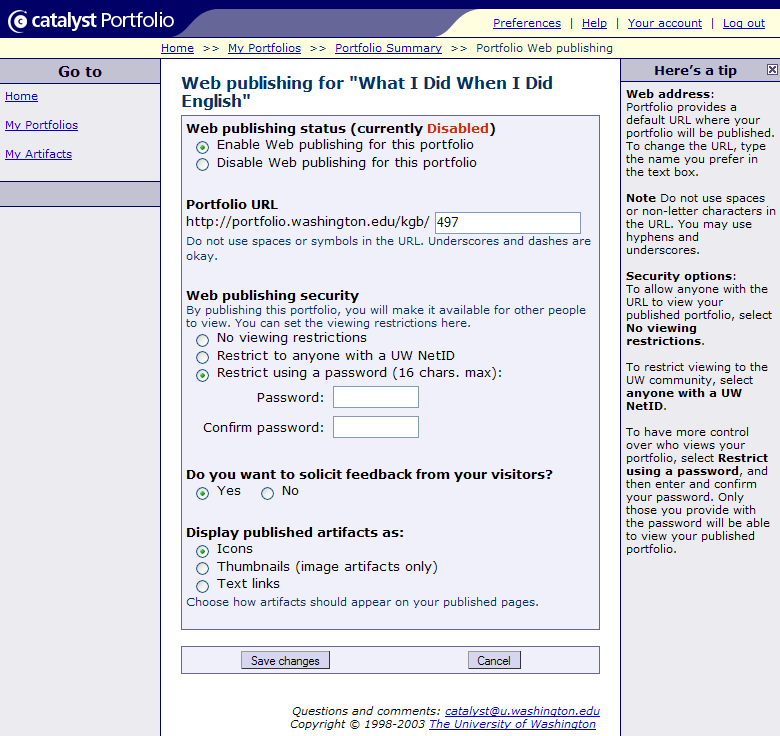 catalyst Portfolio
Preferences | Help | Your account | Log out
Home >> My Portfolios >> Portfolio Summary >> Portfolio Web publishing
Go to
Home
My Portfolios
My Artifacts
Web publishing for "What I Did When I Did
English"
Web publishing status (currently Disabled)
Enable Web publishing for this portfolio
Disable Web publishing for this portfolio
Portfolio URL
http://portfolio.washington.edu/kgb/ 497
Do not use spaces or symbols in the URL. Underscores and dashes are
okay.
Web publishing security
By publishing this portfolio, you will make it available for other people
to view. You can set the viewing restrictions here.
No viewing restrictions
Restrict to anyone with a UW NetID
Restrict using a password (16 chars. max):
Password:
Confirm password:
Do you want to solicit feedback from your visitors?
Yes No
Display published artifacts as:
Icons
Thumbnails (image artifacts only)
Text links
Choose how artifacts should appear on your published pages.
Save changes Cancel
Questions and comments: catalyst@u.washington.edu
Copyright © 1998-2003 The University of Washington
Here's a tip
Web address:
Portfolio provides a
default URL where your
portfolio will be published.
To change the URL, type
the name you prefer in
the text box.
Note Do not use spaces
or non-letter characters in
the URL. You may use
hyphens and
underscores.
Security options:
To allow anyone with the
URL to view your
published portfolio, select
No viewing
restrictions.
To restrict viewing to the
UW community, select
anyone with a UW
NetID.
To have more control
over who views your
portfolio, select Restrict
using a password, and
then enter and confirm
your password. Only
those you provide with
the password will be able
to view your published
portfolio.